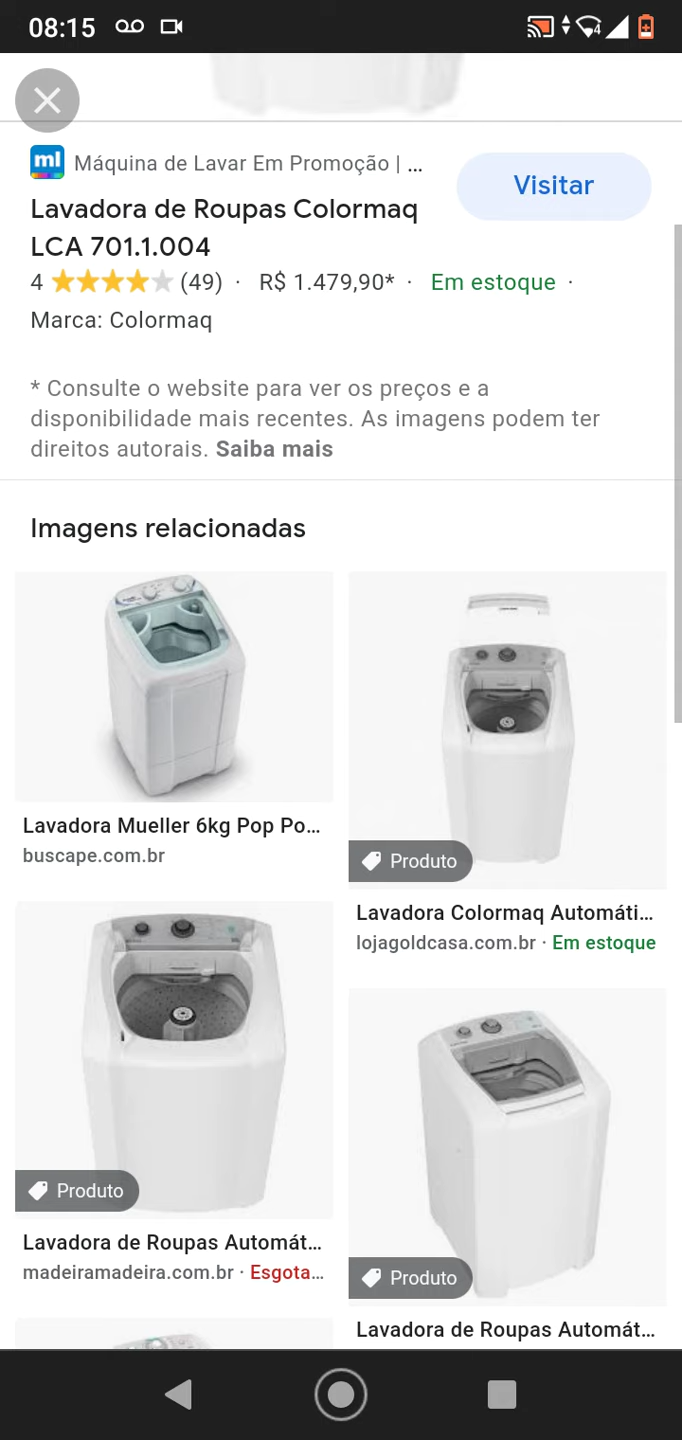 08:15
4
ml Máquina de Lavar Em Promoção | ...
Visitar
Lavadora de Roupas Colormaq
LCA 701.1.004
4 (49) · R$ 1.479,90* · Em estoque ·
Marca: Colormaq
* Consulte o website para ver os preços e a
disponibilidade mais recentes. As imagens podem ter
direitos autorais. Saiba mais
Imagens relacionadas
Lavadora Mueller 6kg Pop Po...
buscape.com.br
Produto
Lavadora Colormaq Automáti...
lojagoldcasa.com.br · Em estoque
Produto
Lavadora de Roupas Automát...
madeiramadeira.com.br · Esgota...
Produto
Lavadora de Roupas Automát...